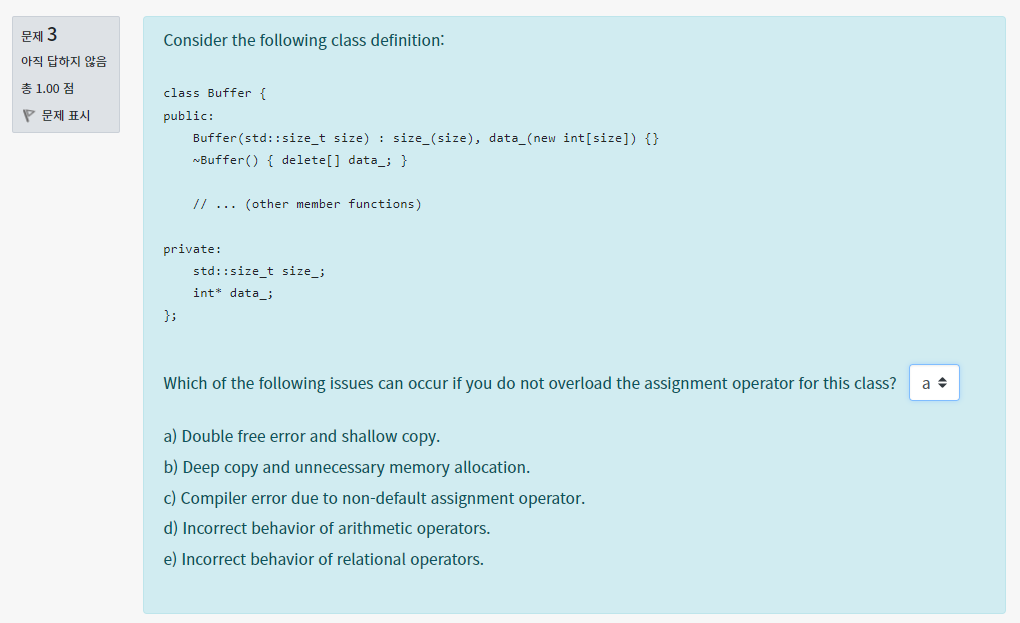 문제 3
아직 답하지 않음
총 1.00 점
문제 표시
Consider the following class definition:
class Buffer {
public:
    Buffer(std::size_t size) : size_(size), data_(new int[size]) {}
    ~Buffer() { delete[] data_; }
    // ... (other member functions)
private:
    std::size_t size_;
    int* data_;
};
Which of the following issues can occur if you do not overload the assignment operator for this class? a
a) Double free error and shallow copy.
b) Deep copy and unnecessary memory allocation.
c) Compiler error due to non-default assignment operator.
d) Incorrect behavior of arithmetic operators.
e) Incorrect behavior of relational operators.